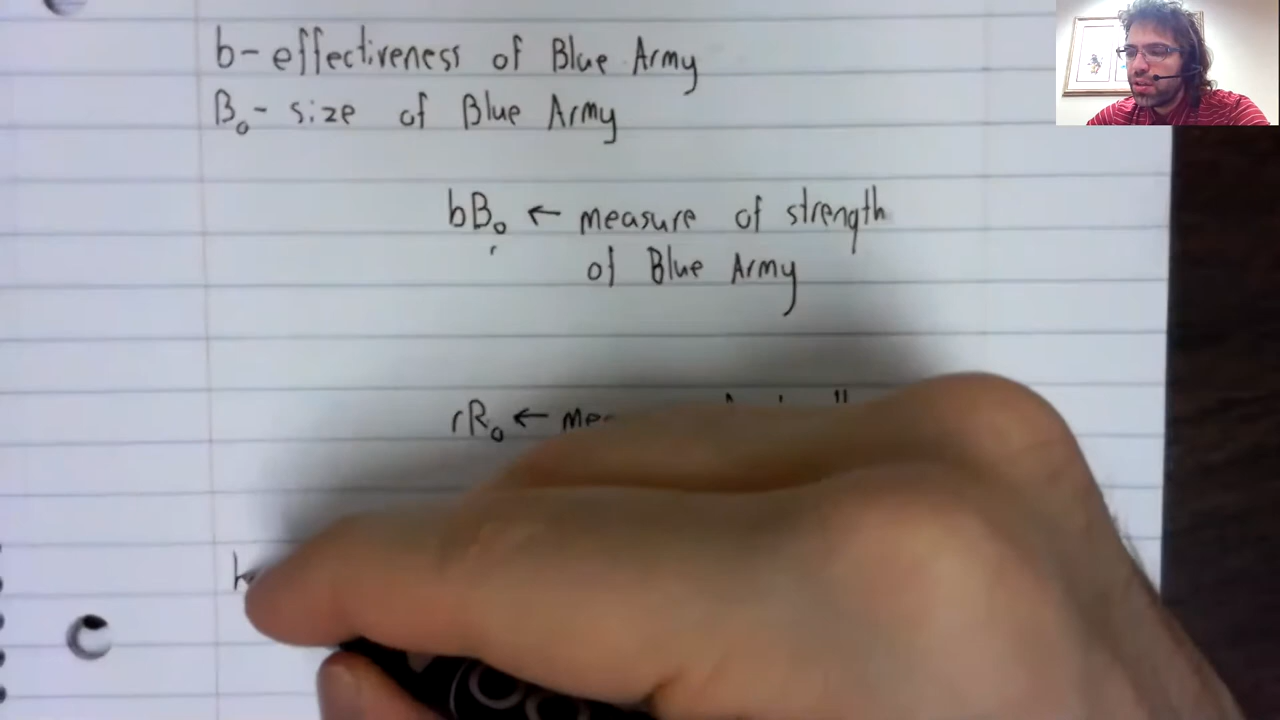 b - effectiveness of Blue Army
B₀ - size of Blue Army
bB₀ ← measure of strength
of Blue Army
rR₀ ←